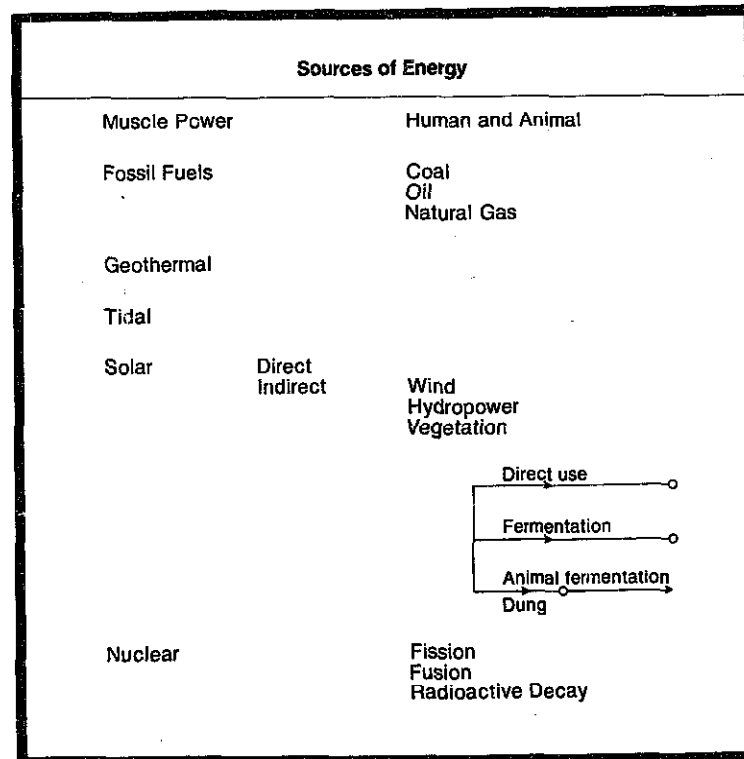 Sources of Energy
Muscle Power Human and Animal
Fossil Fuels Coal
Oil
Natural Gas
Geothermal
Tidal
Solar Direct
Indirect Wind
Hydropower
Vegetation
Direct use
Fermentation
Animal fermentation
Dung
Nuclear Fission
Fusion
Radioactive Decay